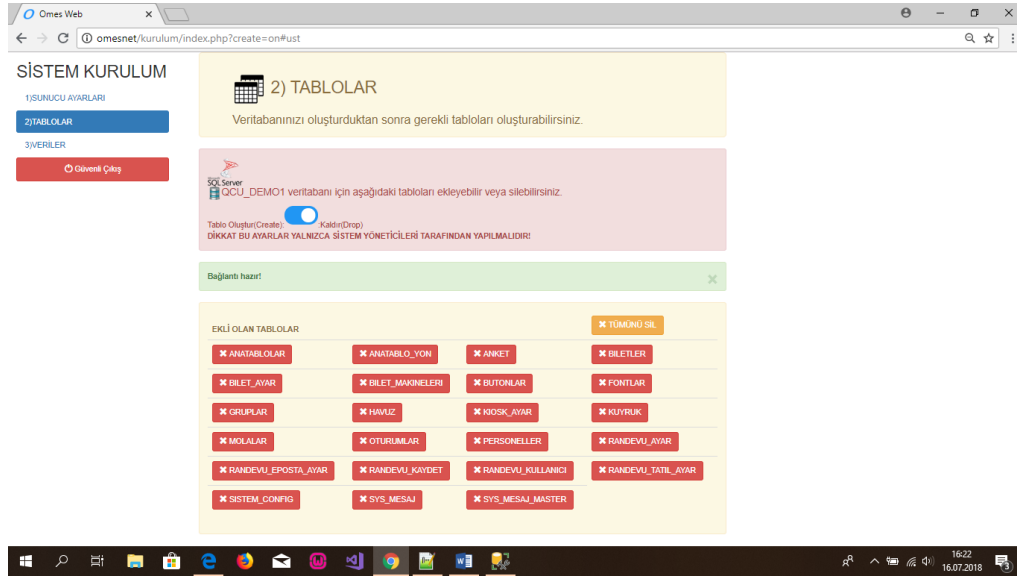 Omes Web
omesnet/kurulum/index.php?create=on#ust
SİSTEM KURULUM
1)SUNUCU AYARLARI
2)TABLOLAR
3)VERİLER
Güvenli Çıkış
2) TABLOLAR
Veritabanınızı oluşturduktan sonra gerekli tabloları oluşturabilirsiniz.
SQL Server
QCU_DEMO1 veritabanı için aşağıdaki tabloları ekleyebilir veya silebilirsiniz.
Tablo Oluştur(Create): :Kaldır(Drop)
DİKKAT BU AYARLAR YALNIZCA SİSTEM YÖNETİCİLERİ TARAFINDAN YAPILMALIDIR!
Bağlantı hazır!
EKLİ OLAN TABLOLAR
TÜMÜNÜ SİL
ANATABLOLAR ANATABLO_YON ANKET BILETLER
BILET_AYAR BILET_MAKINELERI BUTONLAR FONTLAR
GRUPLAR HAVUZ KIOSK_AYAR KUYRUK
MOLALAR OTURUMLAR PERSONELLER RANDEVU_AYAR
RANDEVU_EPOSTA_AYAR RANDEVU_KAYDET RANDEVU_KULLANICI RANDEVU_TATIL_AYAR
SISTEM_CONFIG SYS_MESAJ SYS_MESAJ_MASTER
16:22
16.07.2018